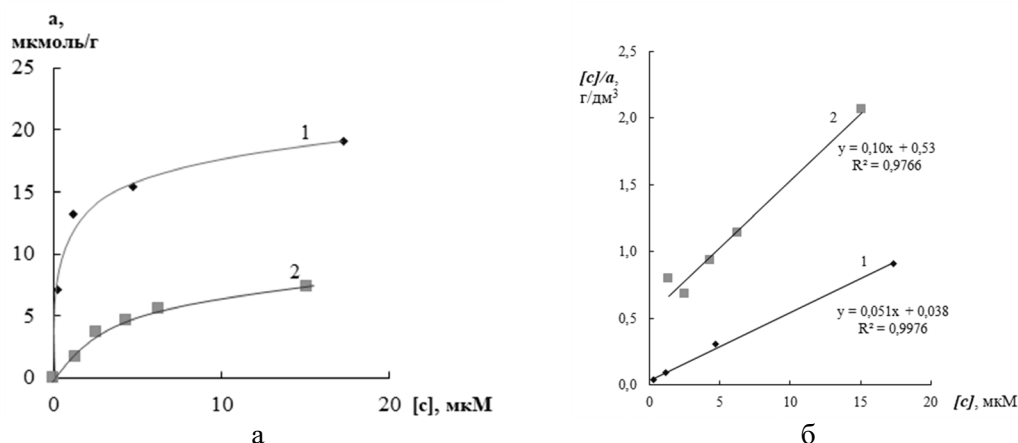 а,
мкмоль/г
25
20
15
10
5
0
1
2
0
10
20
[c], мкМ
а
2,5
2,0
1,5
1,0
0,5
0,0
[c]/a,
г/дм³
2
y = 0,10x + 0,53
R² = 0,9766
1
y = 0,051x + 0,038
R² = 0,9976
0
5
10
15
20
[c], мкМ
б